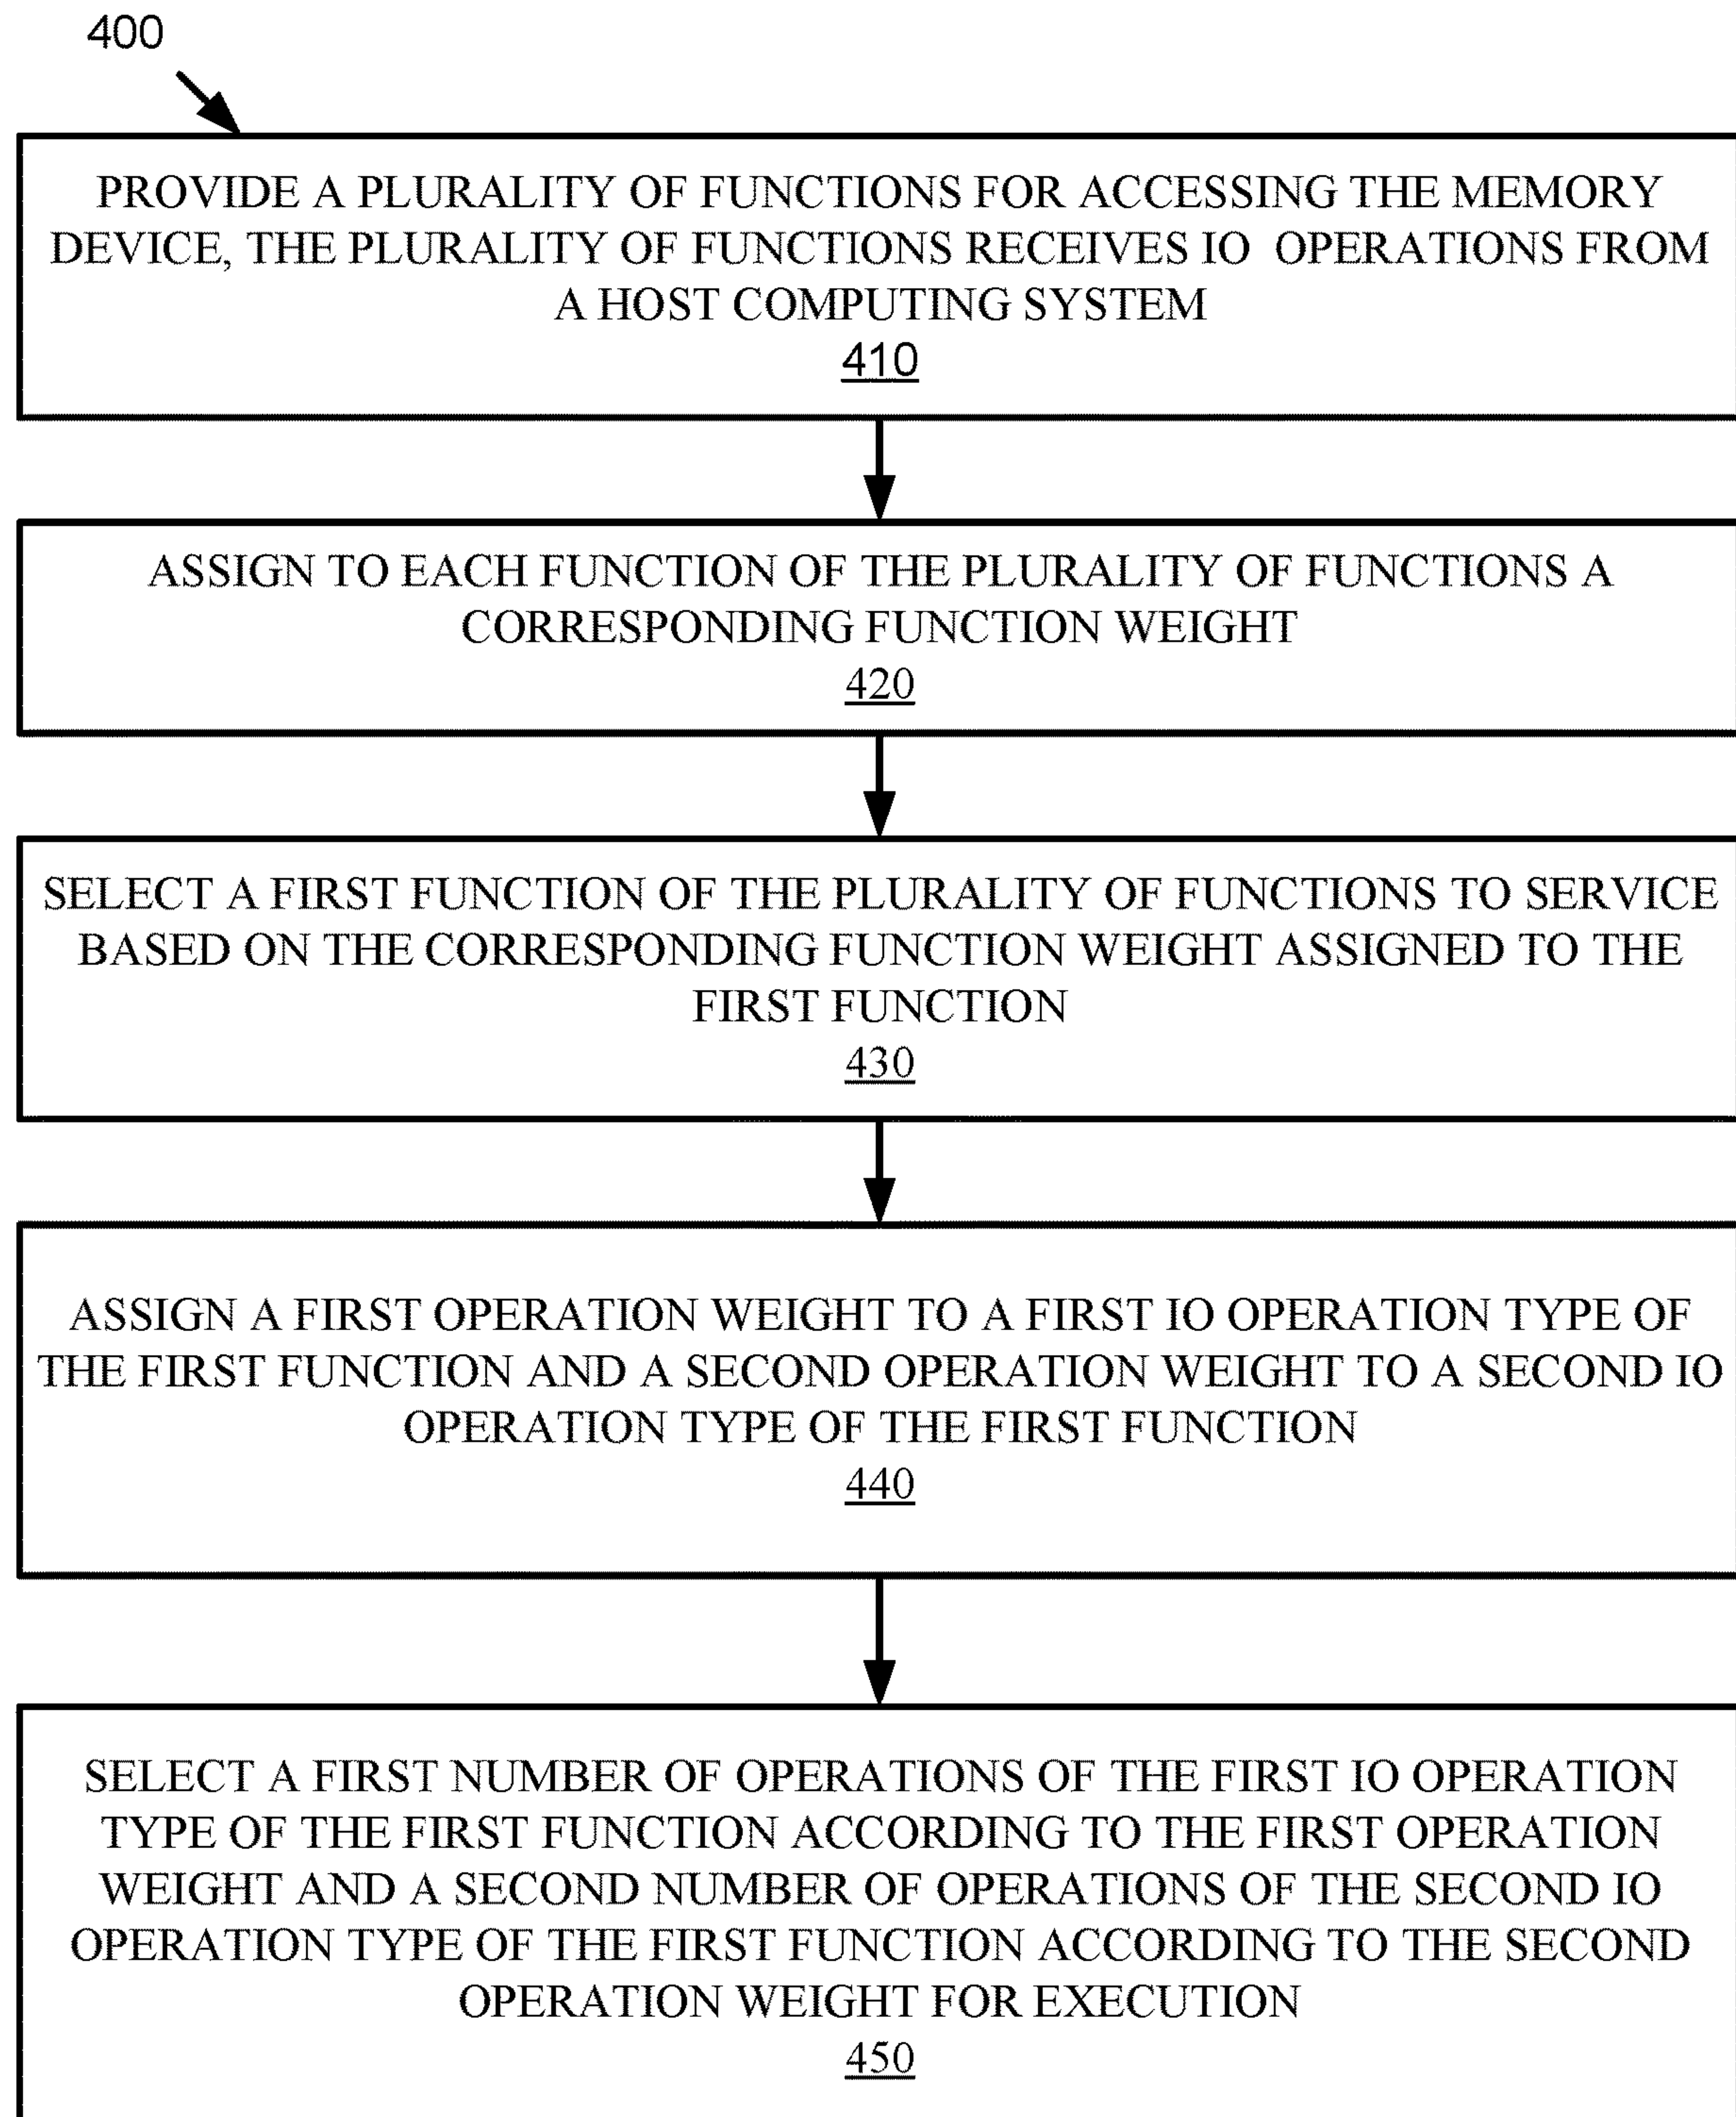 400
PROVIDE A PLURALITY OF FUNCTIONS FOR ACCESSING THE MEMORY
DEVICE, THE PLURALITY OF FUNCTIONS RECEIVES IO OPERATIONS FROM
A HOST COMPUTING SYSTEM
410
ASSIGN TO EACH FUNCTION OF THE PLURALITY OF FUNCTIONS A
CORRESPONDING FUNCTION WEIGHT
420
SELECT A FIRST FUNCTION OF THE PLURALITY OF FUNCTIONS TO SERVICE
BASED ON THE CORRESPONDING FUNCTION WEIGHT ASSIGNED TO THE
FIRST FUNCTION
430
ASSIGN A FIRST OPERATION WEIGHT TO A FIRST IO OPERATION TYPE OF
THE FIRST FUNCTION AND A SECOND OPERATION WEIGHT TO A SECOND IO
OPERATION TYPE OF THE FIRST FUNCTION
440
SELECT A FIRST NUMBER OF OPERATIONS OF THE FIRST IO OPERATION
TYPE OF THE FIRST FUNCTION ACCORDING TO THE FIRST OPERATION
WEIGHT AND A SECOND NUMBER OF OPERATIONS OF THE SECOND IO
OPERATION TYPE OF THE FIRST FUNCTION ACCORDING TO THE SECOND
OPERATION WEIGHT FOR EXECUTION
450